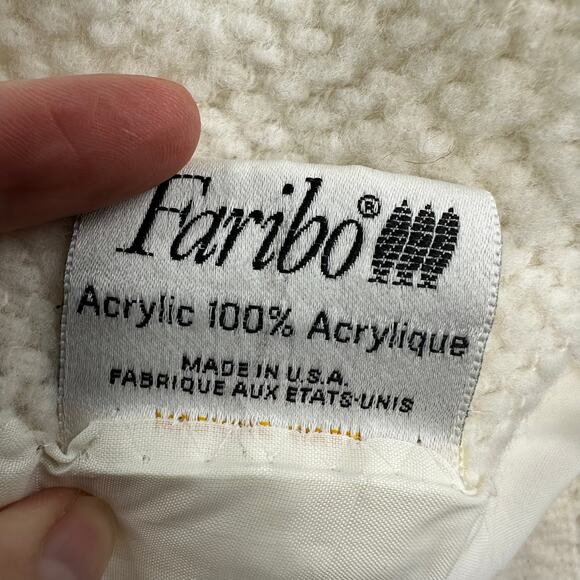 Faribo®
Acrylic 100% Acrylique
MADE IN U.S.A.
FABRIQUE AUX ETATS-UNIS